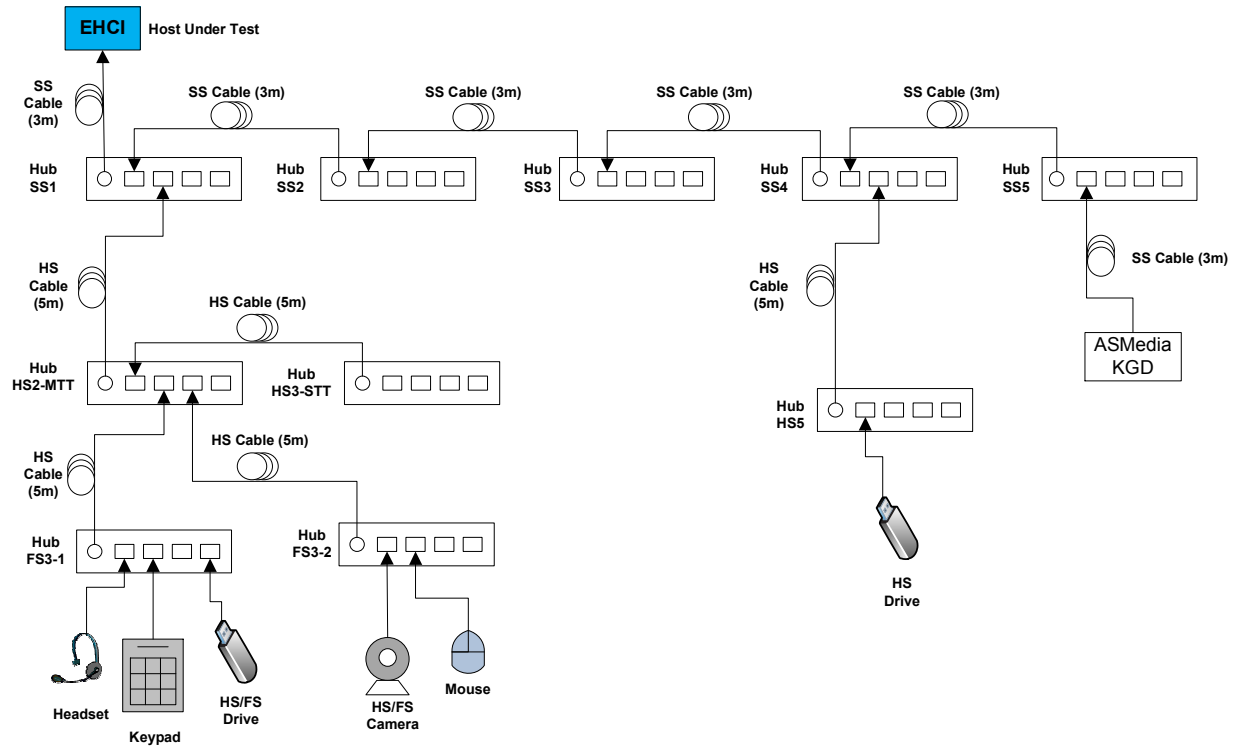 EHCI
Host Under Test
SS
Cable
(3m)
SS Cable (3m)
SS Cable (3m)
SS Cable (3m)
SS Cable (3m)
Hub
SS1
Hub
SS2
Hub
SS3
Hub
SS4
Hub
SS5
HS
Cable
(5m)
HS Cable (5m)
HS
Cable
(5m)
SS Cable (3m)
ASMedia
KGD
Hub
HS2-MTT
Hub
HS3-STT
Hub
HS5
HS
Cable
(5m)
HS Cable (5m)
Hub
FS3-1
Hub
FS3-2
HS
Drive
Headset
Keypad
HS/FS
Drive
HS/FS
Camera
Mouse